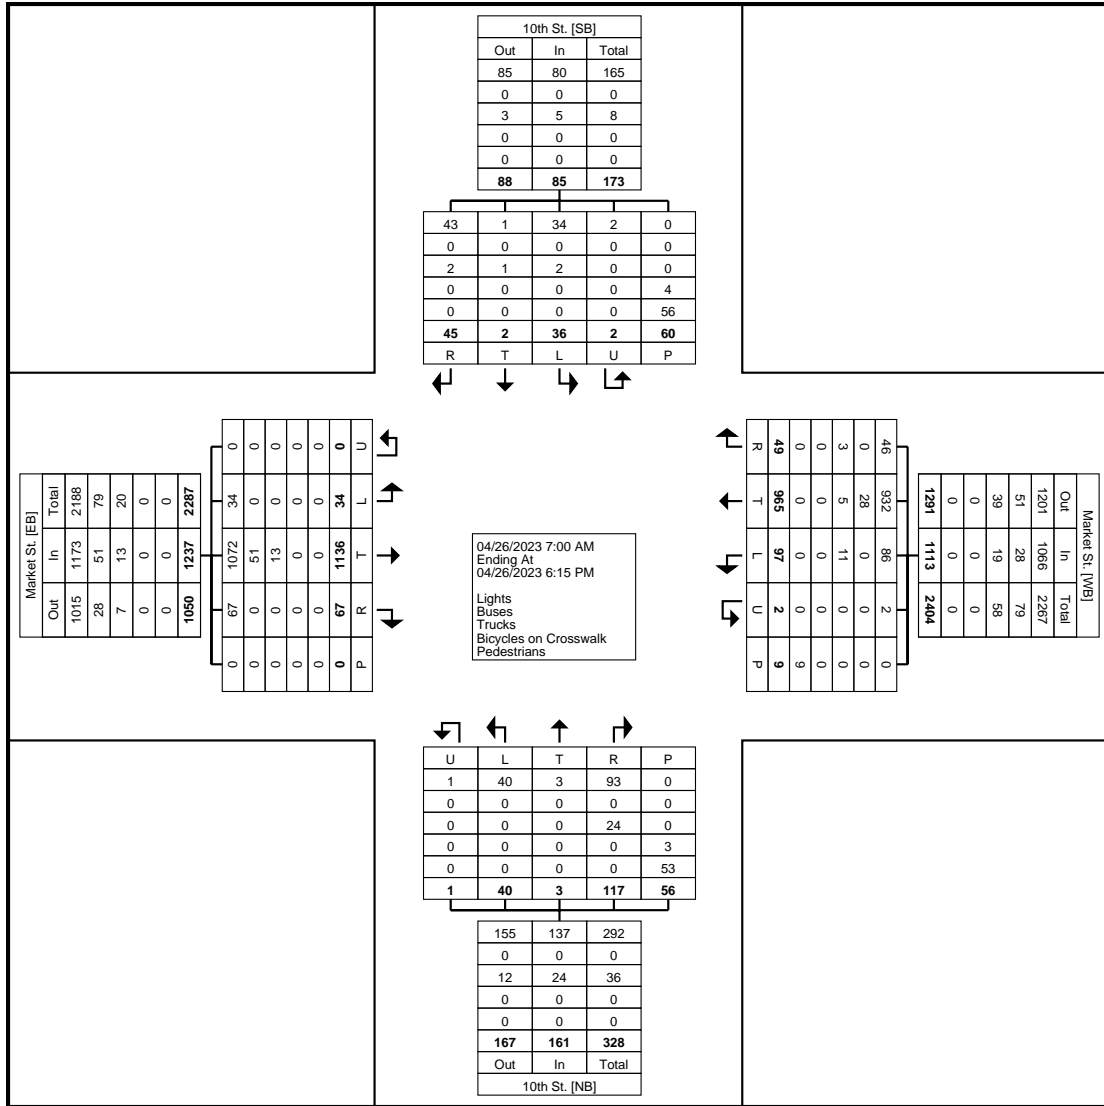 10th St. [SB]
Out In Total
85 80 165
0 0 0
3 5 8
0 0 0
0 0 0
88 85 173
43 1 34 2 0
0 0 0 0 0
2 1 2 0 0
0 0 0 0 4
0 0 0 0 56
45 2 36 2 60
R T L U P
Market St. [EB]
Total In Out
2188 1173 1015
79 51 28
20 13 7
0 0 0
0 0 0
2287 1237 1050
0 34 1072 67 0
0 0 51 0 0
0 0 13 0 0
0 0 0 0 0
0 0 0 0 0
0 34 1136 67 0
U L T R P
04/26/2023 7:00 AM
Ending At
04/26/2023 6:15 PM
Lights
Buses
Trucks
Bicycles on Crosswalk
Pedestrians
Market St. [WB]
Out In Total
1201 1066 2267
51 28 79
39 19 58
0 0 0
0 0 0
1291 1113 2404
46 932 86 2 0
0 28 0 0 0
3 5 11 0 0
0 0 0 0 0
0 0 0 0 9
49 965 97 2 9
R T L U P
U L T R P
1 40 3 93 0
0 0 0 0 0
0 0 0 24 0
0 0 0 0 3
0 0 0 0 53
1 40 3 117 56
155 137 292
0 0 0
12 24 36
0 0 0
0 0 0
167 161 328
Out In Total
10th St. [NB]